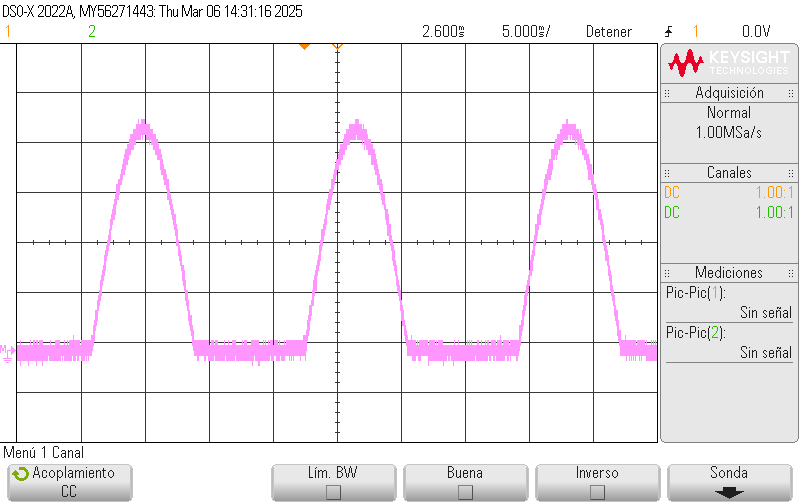 DSO-X 2022A, MY56271443: Thu Mar 06 14:31:16 2025
1 2 2.600ms 5.000ms/ Detener 1 0.0V
KEYSIGHT
TECHNOLOGIES
Adquisición
Normal
1.00MSa/s
Canales
DC 1.00:1
DC 1.00:1
Mediciones
Pic-Pic(1):
Sin señal
Pic-Pic(2):
Sin señal
M
Menú 1 Canal
Acoplamiento
CC
Lím. BW
Buena
Inverso
Sonda